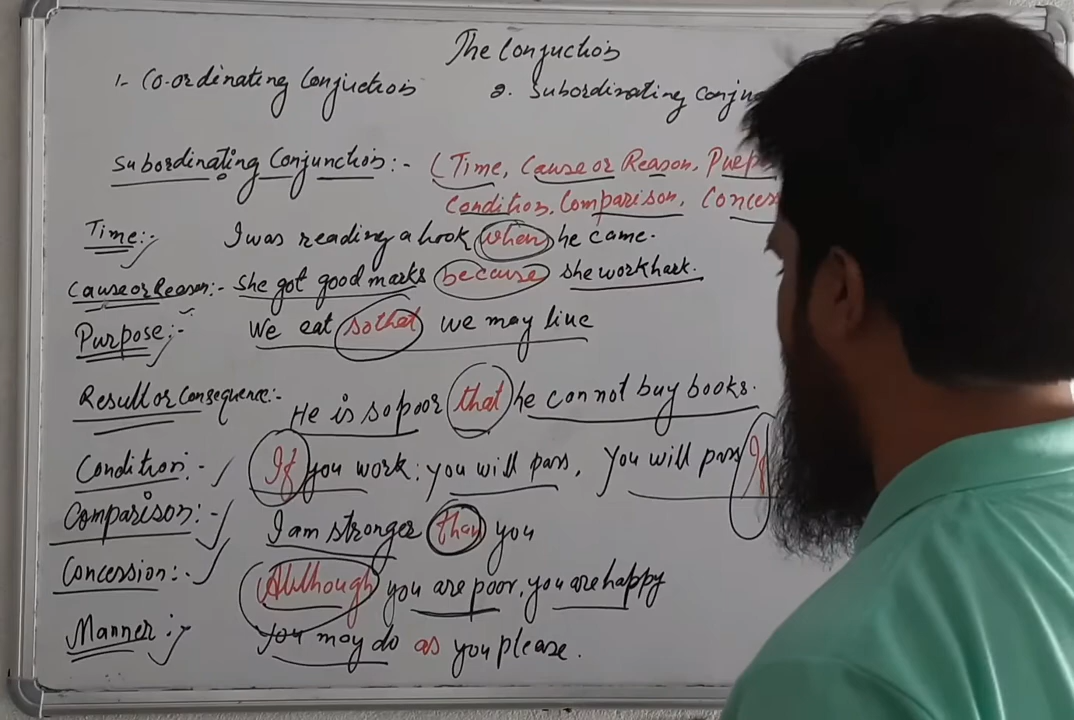 The Conjuction
1- Co-ordinating Conjuction 2. Subordinating Conju
Subordinating Conjunction:- (Time, Cause or Reason, Purp
Condition, Comparison, Conces
Time:- I was reading a book when he came.
Cause or Reason:- She got good marks because she work hark.
Purpose:- We eat so that we may live
Result or Consequence:- He is so poor that he cannot buy books.
Condition:- If you work, you will pass, You will pass If
Comparison:- I am stronger than you
Concession:- Although you are poor, you are happy
Manner:- You may do as you please.